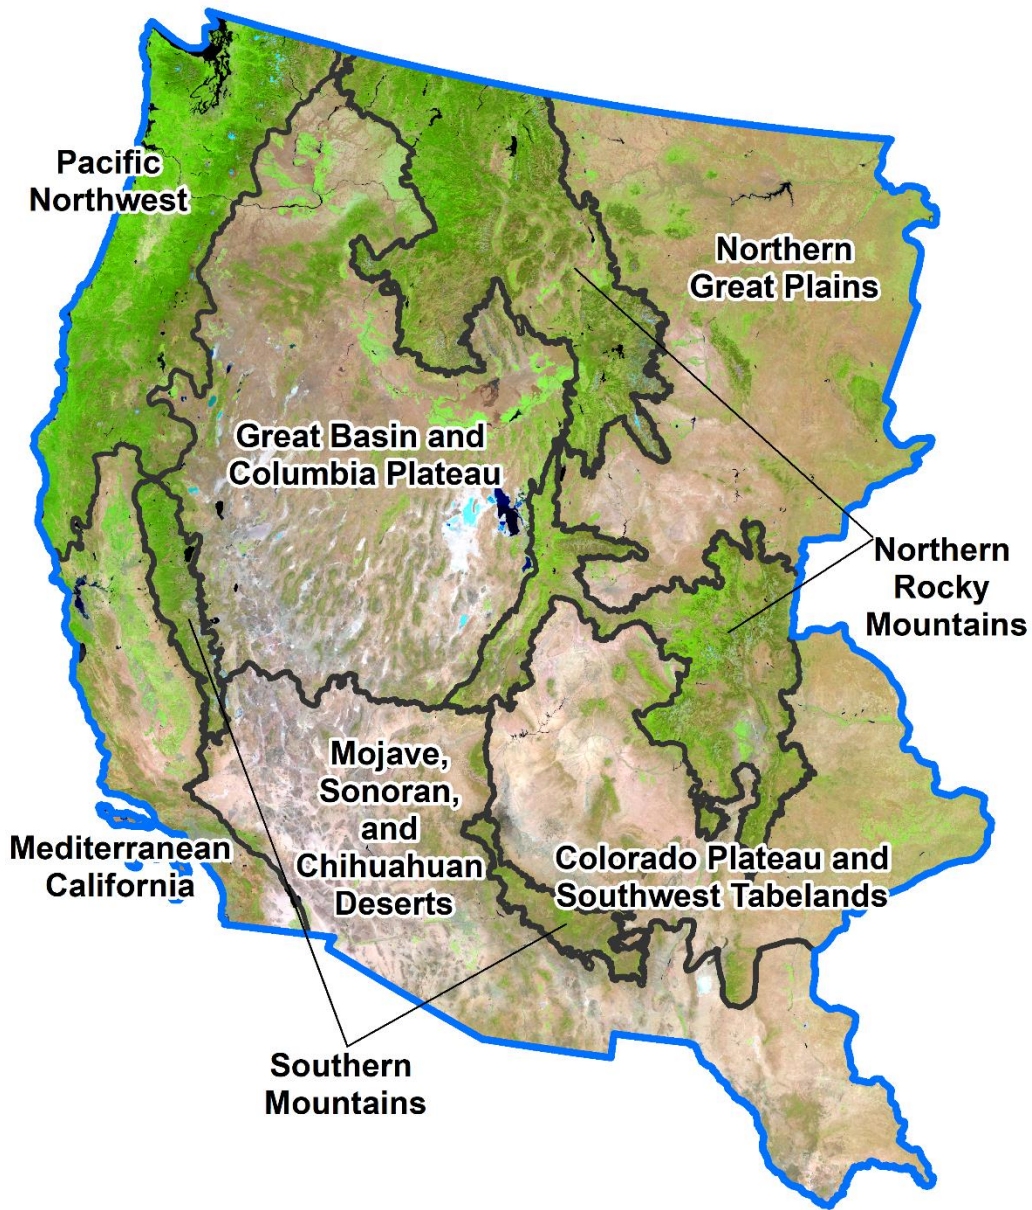 Pacific
Northwest
Northern
Great Plains
Great Basin and
Columbia Plateau
Northern
Rocky
Mountains
Mojave,
Sonoran,
and
Chihuahuan
Deserts
Mediterranean
California
Colorado Plateau and
Southwest Tabelands
Southern
Mountains